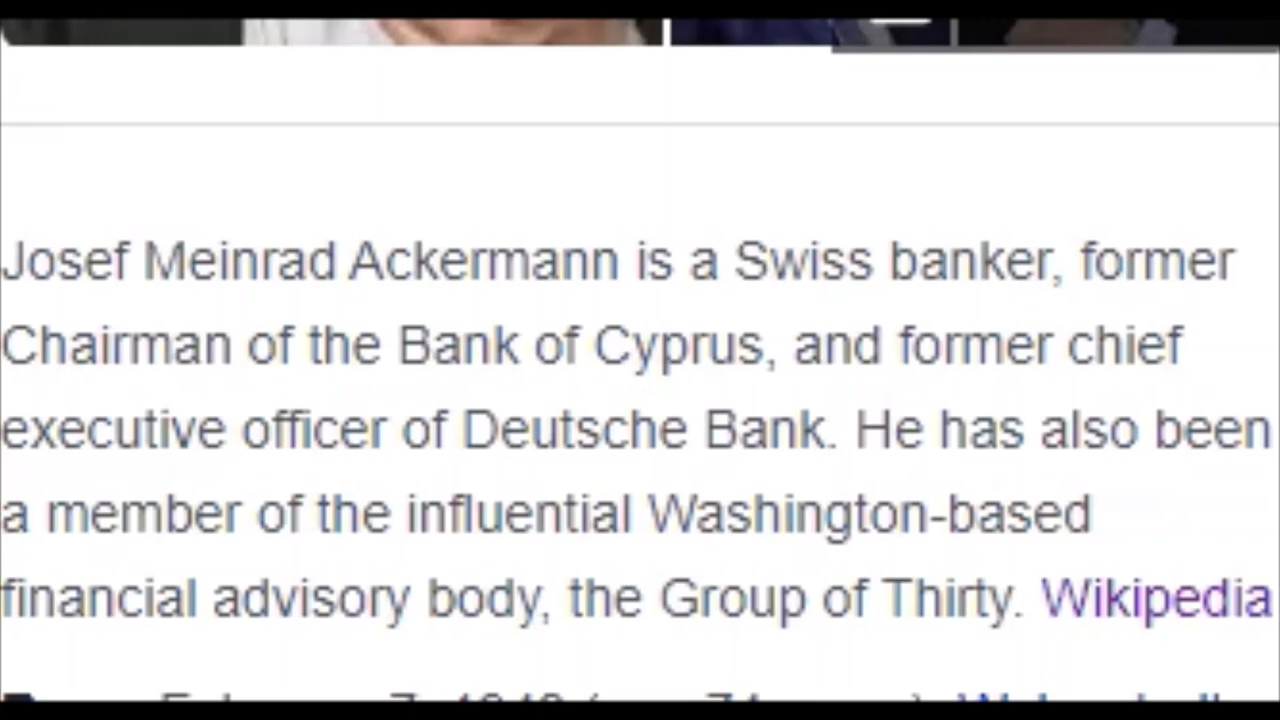 Josef Meinrad Ackermann is a Swiss banker, former
Chairman of the Bank of Cyprus, and former chief
executive officer of Deutsche Bank. He has also been
a member of the influential Washington-based
financial advisory body, the Group of Thirty. Wikipedia